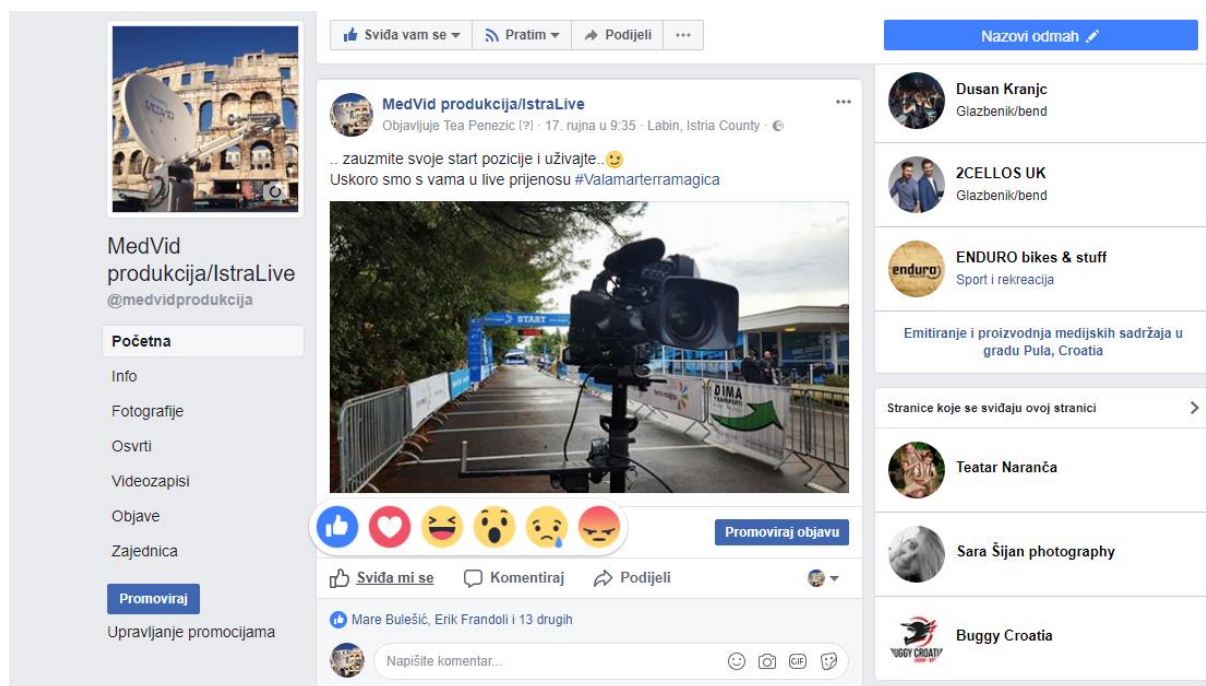 MEDVID
MedVid
produkcija/IstraLive
@medvidprodukcija
Početna
Info
Fotografije
Osvrti
Videozapisi
Objave
Zajednica
Promoviraj
Upravljanje promocijama
Sviđa vam se
Pratim
Podijeli
MedVid produkcija/IstraLive
Objavljuje Tea Penezic [?] · 17. rujna u 9:35 · Labin, Istria County ·
.. zauzmite svoje start pozicije i uživajte..
Uskoro smo s vama u live prijenosu #Valamarterramagica
START
DIMA
TRANSPORTI
Promoviraj objavu
Sviđa mi se
Komentiraj
Podijeli
Mare Bulešić, Erik Frandoli i 13 drugih
Napišite komentar...
GIF
Nazovi odmah
Dusan Kranjc
Glazbenik/bend
2CELLOS UK
Glazbenik/bend
enduro
ENDURO bikes & stuff
Sport i rekreacija
Emitiranje i proizvodnja medijskih sadržaja u
gradu Pula, Croatia
Stranice koje se sviđaju ovoj stranici
Teatar Naranča
Sara Šijan photography
Buggy Croatia